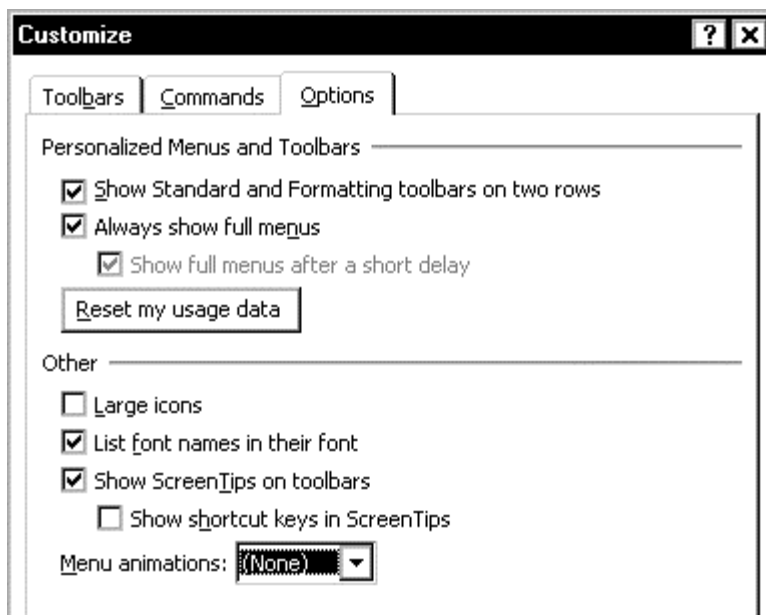 Customize
Toolbars Commands Options
Personalized Menus and Toolbars
Show Standard and Formatting toolbars on two rows
Always show full menus
Show full menus after a short delay
Reset my usage data
Other
Large icons
List font names in their font
Show ScreenTips on toolbars
Show shortcut keys in ScreenTips
Menu animations: (None)